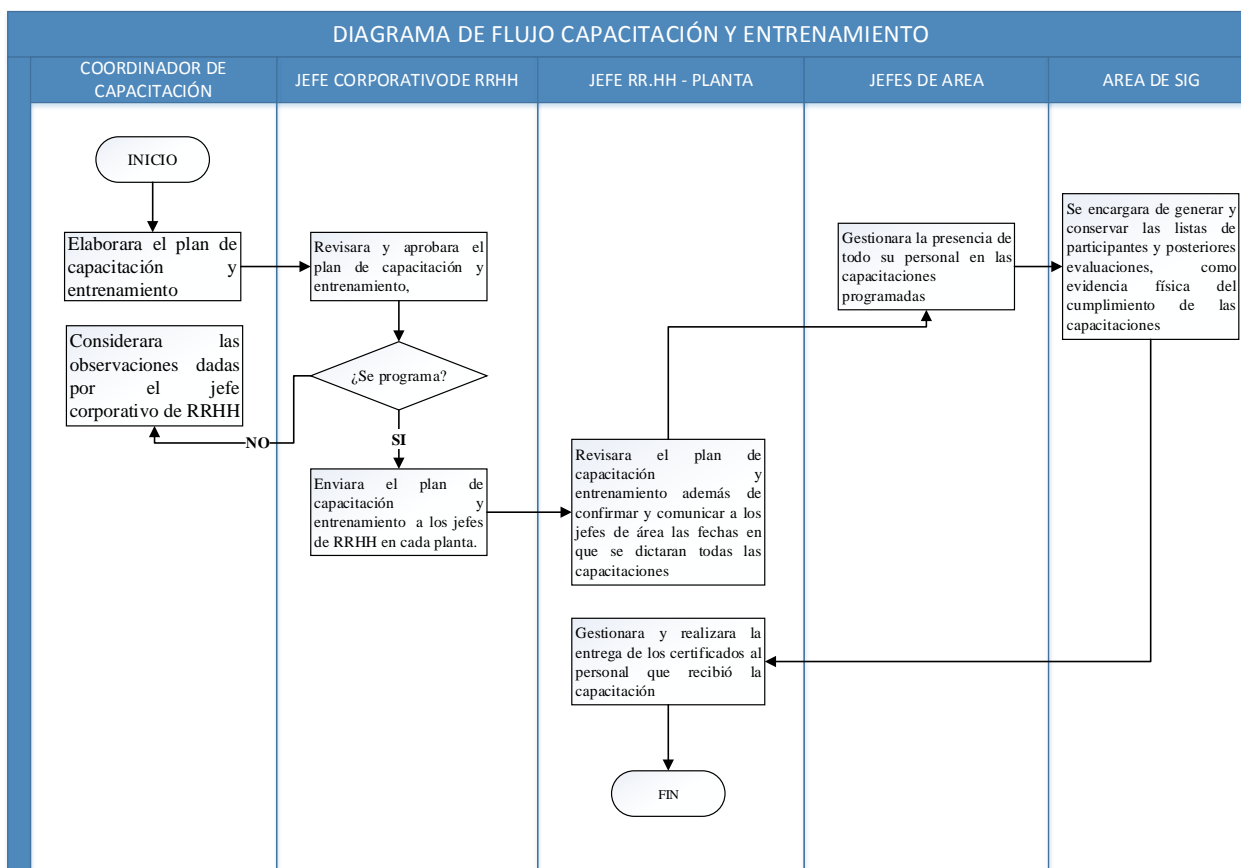 DIAGRAMA DE FLUJO CAPACITACIÓN Y ENTRENAMIENTO
COORDINADOR DE
CAPACITACIÓN
JEFE CORPORATIVODE RRHH
JEFE RR.HH - PLANTA
JEFES DE AREA
AREA DE SIG
INICIO
Elaborara el plan de
capacitación y
entrenamiento
Revisara y aprobara el
plan de capacitación y
entrenamiento,
Considerara las
observaciones dadas
por el jefe
corporativo de RRHH
¿Se programa?
NO
SI
Enviara el plan de
capacitación y
entrenamiento a los jefes
de RRHH en cada planta.
Revisara el plan de
capacitación y
entrenamiento además de
confirmar y comunicar a los
jefes de área las fechas en
que se dictaran todas las
capacitaciones
Gestionara la presencia de
todo su personal en las
capacitaciones
programadas
Se encargara de generar y
conservar las listas de
participantes y posteriores
evaluaciones, como
evidencia física del
cumplimiento de las
capacitaciones
Gestionara y realizara la
entrega de los certificados al
personal que recibió la
capacitación
FIN